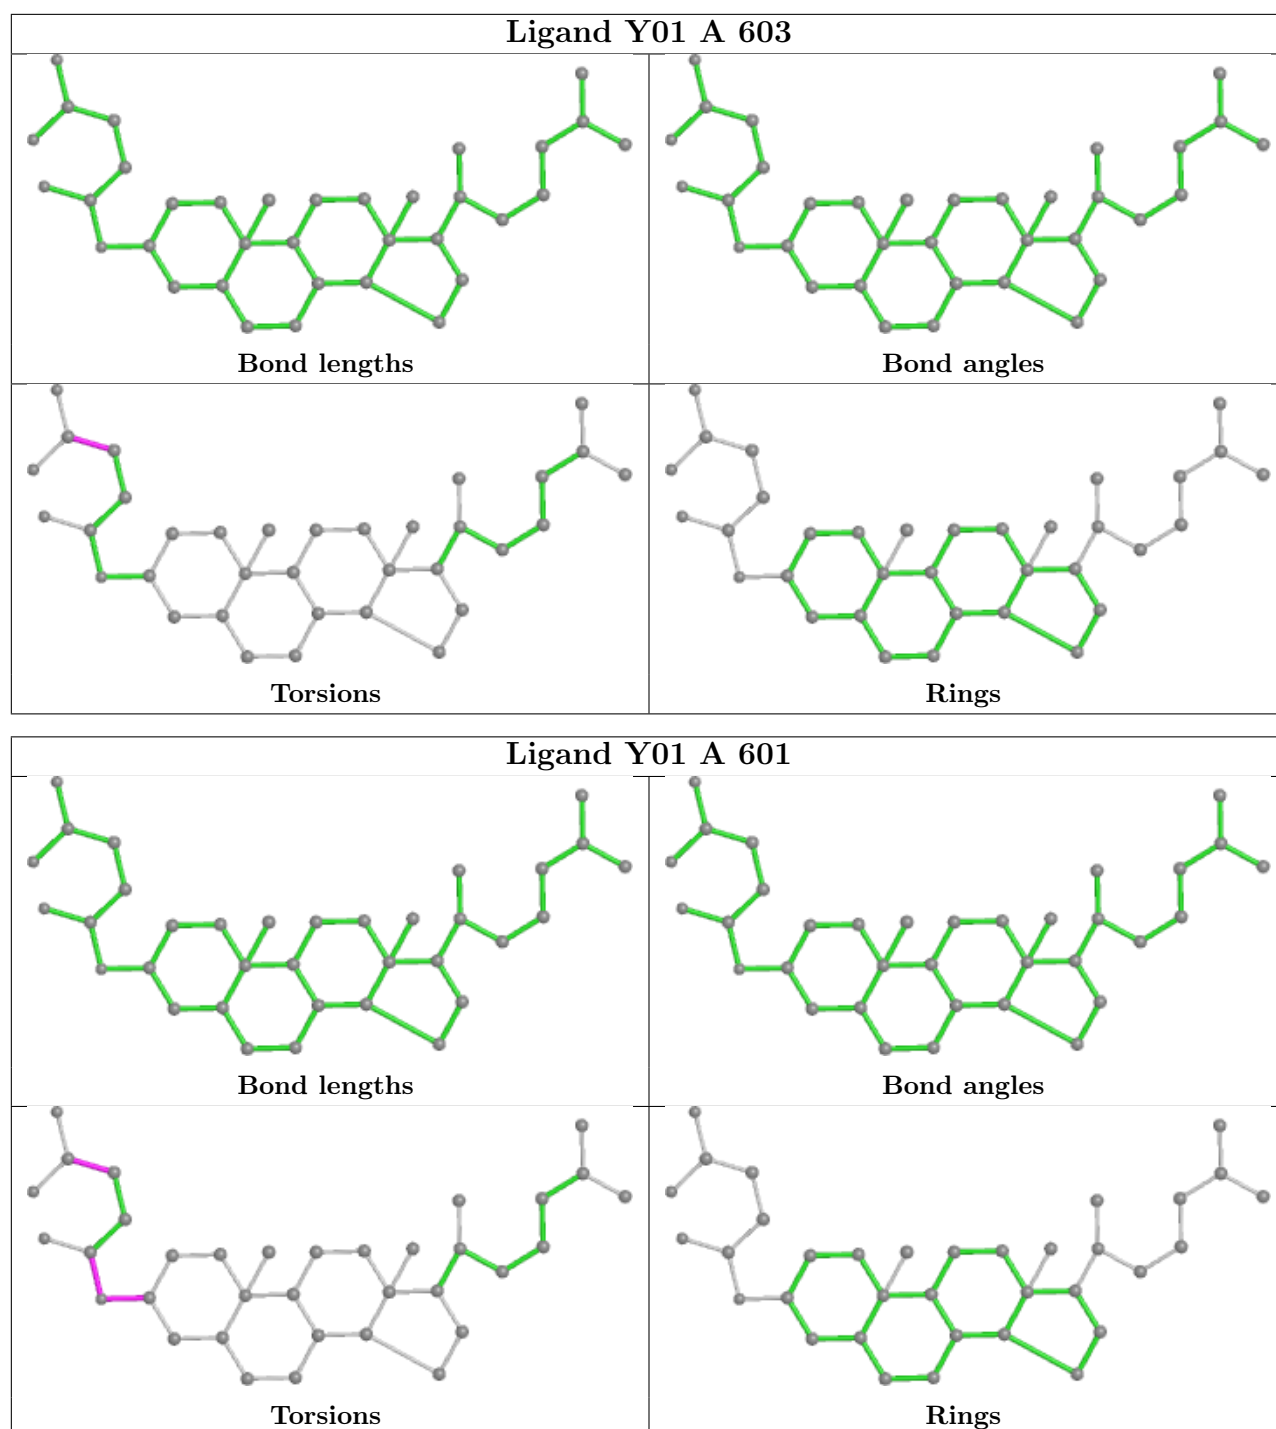 Ligand Y01 A 603
Bond lengths
Bond angles
Torsions
Rings
Ligand Y01 A 601
Bond lengths
Bond angles
Torsions
Rings